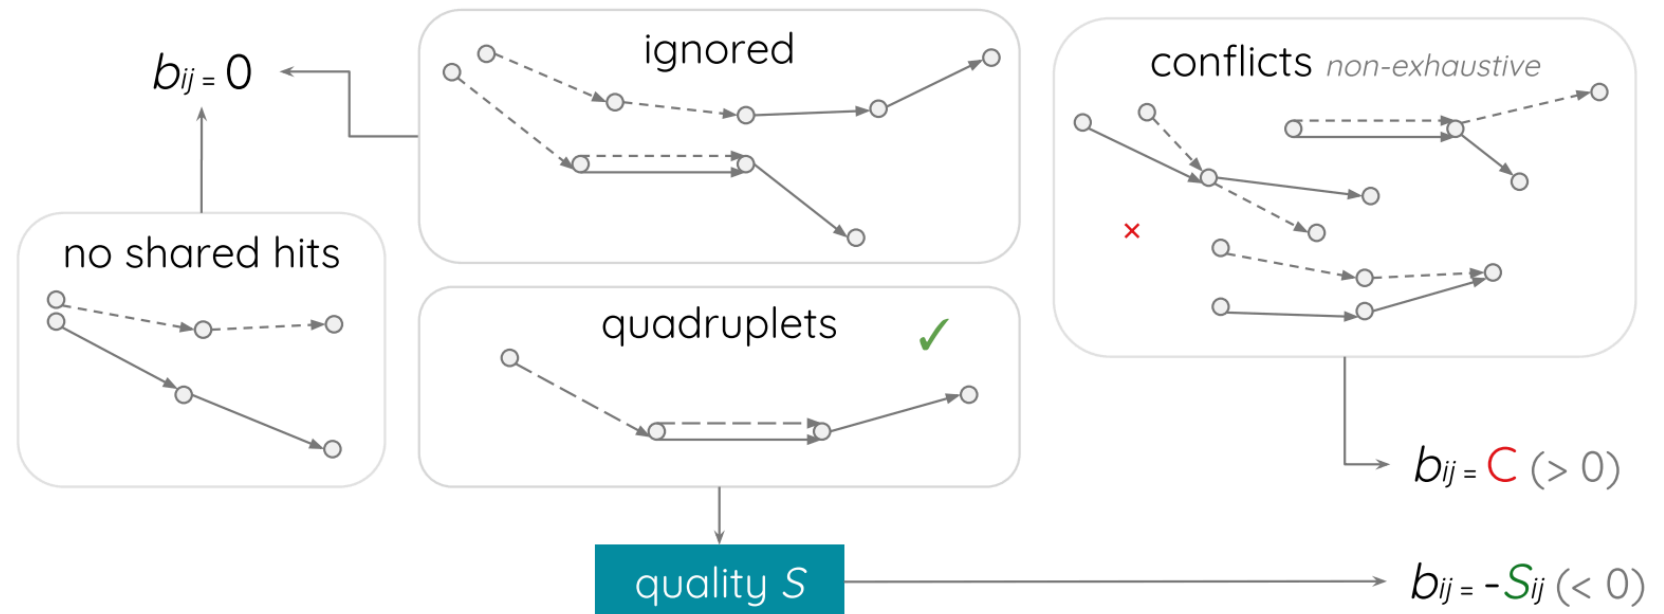 ignored
conflicts non-exhaustive
bij = 0
no shared hits
quadruplets ✓
×
bij = C (> 0)
quality S
bij = -Sij (< 0)